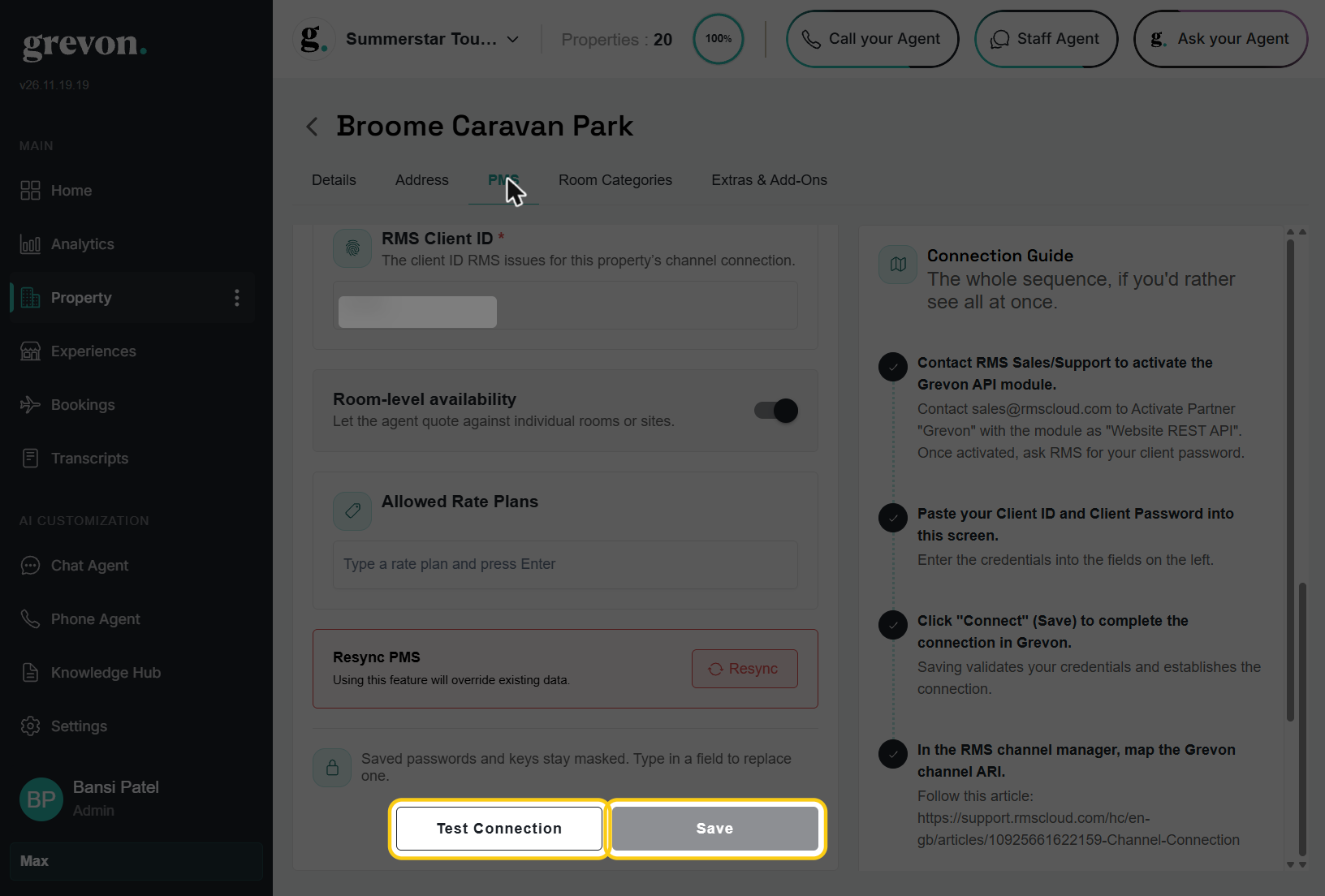 grevon.
v26.11.19.19
MAIN
Home
Analytics
Property
Experiences
Bookings
Transcripts
AI CUSTOMIZATION
Chat Agent
Phone Agent
Knowledge Hub
Settings
BP
Bansi Patel
Admin
Max
g.
Summerstar Tou...
Properties : 20
100%
Call your Agent
Staff Agent
g.
Ask your Agent
Broome Caravan Park
Details
Address
PMS
Room Categories
Extras & Add-Ons
RMS Client ID *
The client ID RMS issues for this property's channel connection.
Room-level availability
Let the agent quote against individual rooms or sites.
Allowed Rate Plans
Type a rate plan and press Enter
Resync PMS
Using this feature will override existing data.
Resync
Saved passwords and keys stay masked. Type in a field to replace
one.
Test Connection
Save
Connection Guide
The whole sequence, if you'd rather
see all at once.
Contact RMS Sales/Support to activate the
Grevon API module.
Contact sales@rmscloud.com to Activate Partner
"Grevon" with the module as "Website REST API".
Once activated, ask RMS for your client password.
Paste your Client ID and Client Password into
this screen.
Enter the credentials into the fields on the left.
Click "Connect" (Save) to complete the
connection in Grevon.
Saving validates your credentials and establishes the
connection.
In the RMS channel manager, map the Grevon
channel ARI.
Follow this article:
https://support.rmscloud.com/hc/en-
gb/articles/10925661622159-Channel-Connection